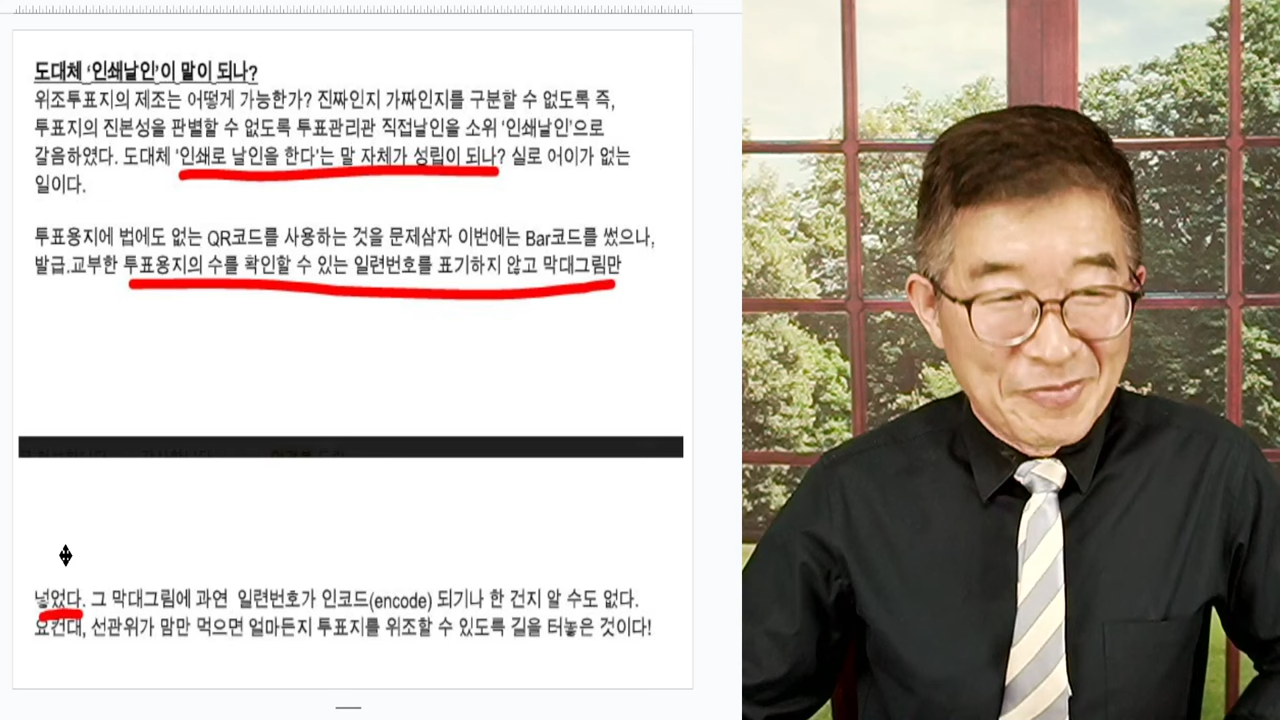 도대체 ‘인쇄날인’이 말이 되나?
위조투표지의 제조는 어떻게 가능한가? 진짜인지 가짜인지를 구분할 수 없도록 즉,
투표지의 진본성을 판별할 수 없도록 투표관리관 직접날인을 소위 ‘인쇄날인’으로
갈음하였다. 도대체 ‘인쇄로 날인을 한다’는 말 자체가 성립이 되나? 실로 어이가 없는
일이다.
투표용지에 법에도 없는 QR코드를 사용하는 것을 문제삼자 이번에는 Bar코드를 썼으나,
발급.교부한 투표용지의 수를 확인할 수 있는 일련번호를 표기하지 않고 막대그림만
넣었다. 그 막대그림에 과연 일련번호가 인코드(encode) 되기나 한 건지 알 수도 없다.
요컨대, 선관위가 맘만 먹으면 얼마든지 투표지를 위조할 수 있도록 길을 터놓은 것이다!